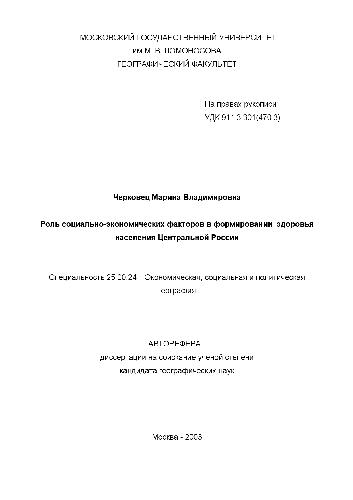 МОСКОВСКИЙ ГОСУДАРСТВЕННЫЙ УНИВЕРСИТЕТ
им М. В. ЛОМОНОСОВА
ГЕОГРАФИЧЕСКИЙ ФАКУЛЬТЕТ
На правах рукописи
УДК 911.3:301(470.3)
Черковец Марина Владимировна
Роль социально-экономических факторов в формировании здоровья
населения Центральной России
Специальность 25.00.24 – Экономическая, социальная и политическая
география
АВТОРЕФЕРАТ
диссертации на соискание ученой степени
кандидата географических наук
Москва -